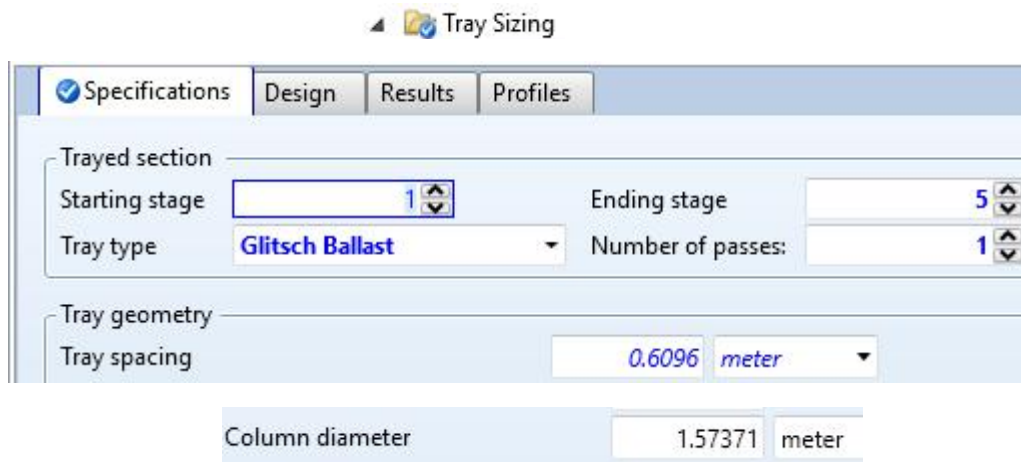 Tray Sizing
Specifications Design Results Profiles
Trayed section
Starting stage 1 Ending stage 5
Tray type Glitsch Ballast Number of passes: 1
Tray geometry
Tray spacing 0.6096 meter
Column diameter 1.57371 meter